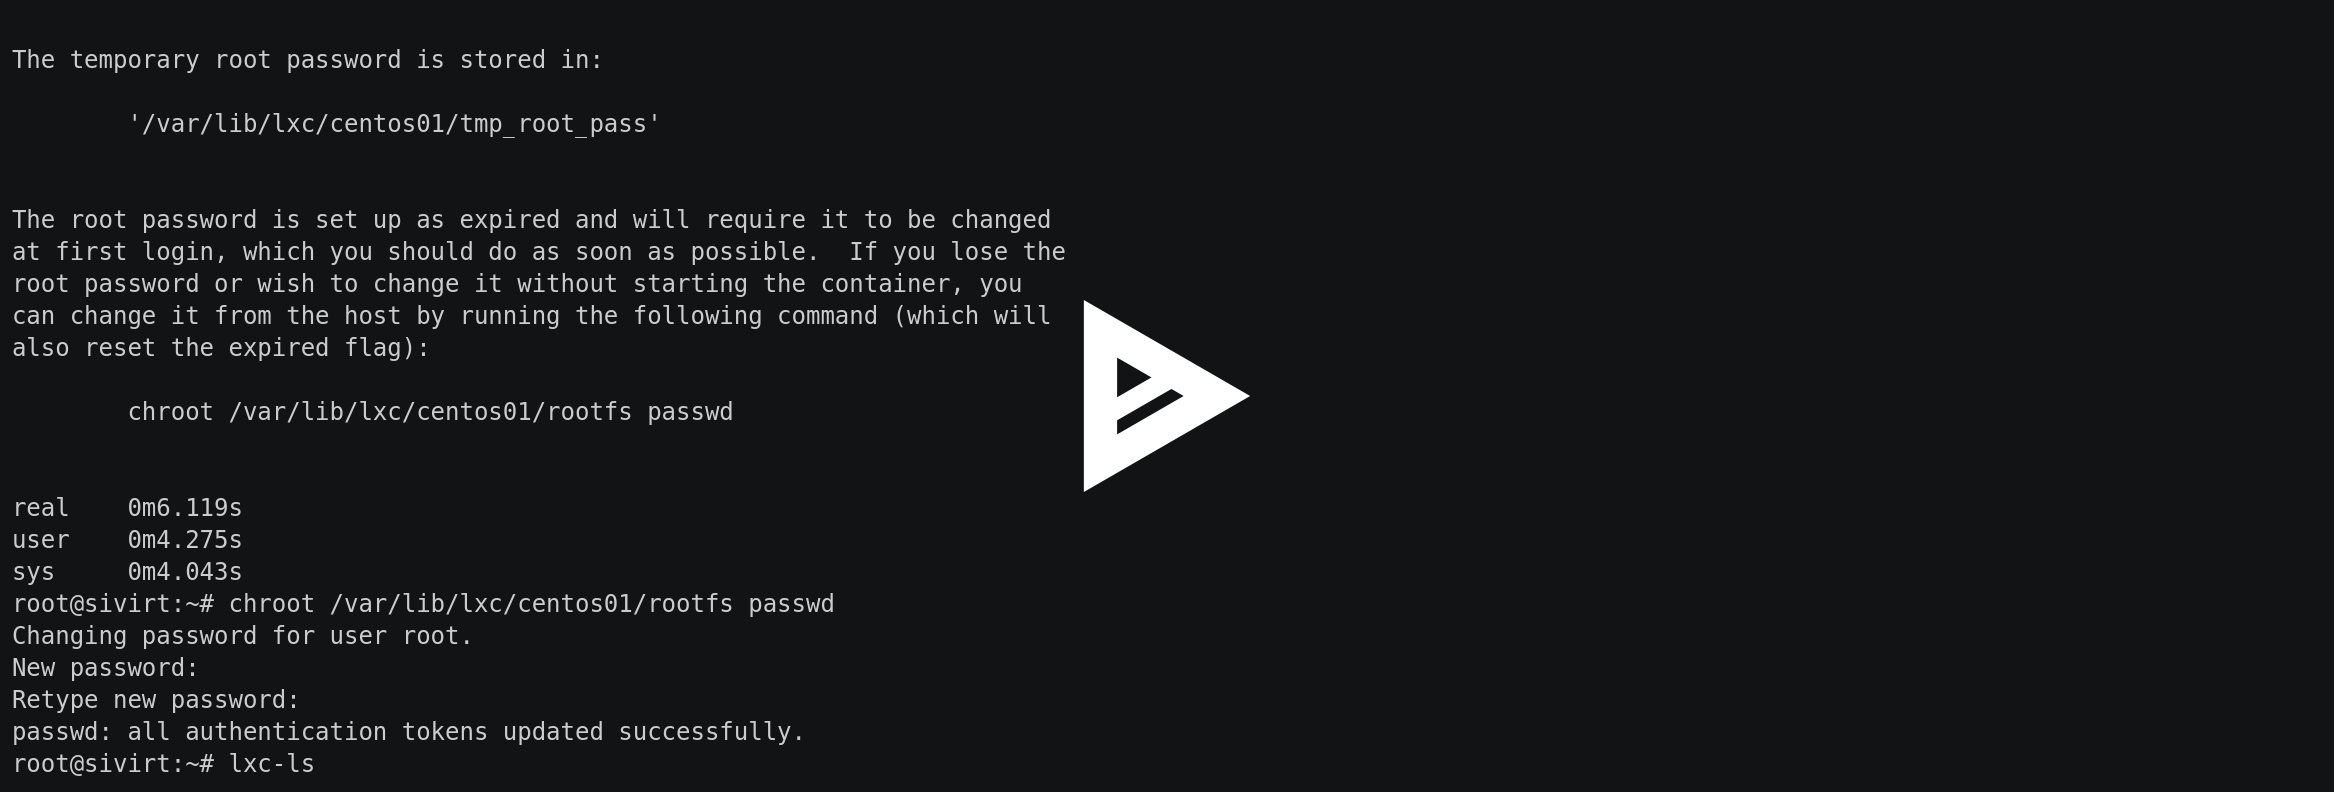 The temporary root password is stored in:
'/var/lib/lxc/centos01/tmp_root_pass'
The root password is set up as expired and will require it to be changed
at first login, which you should do as soon as possible.  If you lose the
root password or wish to change it without starting the container, you
can change it from the host by running the following command (which will
also reset the expired flag):
chroot /var/lib/lxc/centos01/rootfs passwd
real    0m6.119s
user    0m4.275s
sys     0m4.043s
root@sivirt:~# chroot /var/lib/lxc/centos01/rootfs passwd
Changing password for user root.
New password:
Retype new password:
passwd: all authentication tokens updated successfully.
root@sivirt:~# lxc-ls